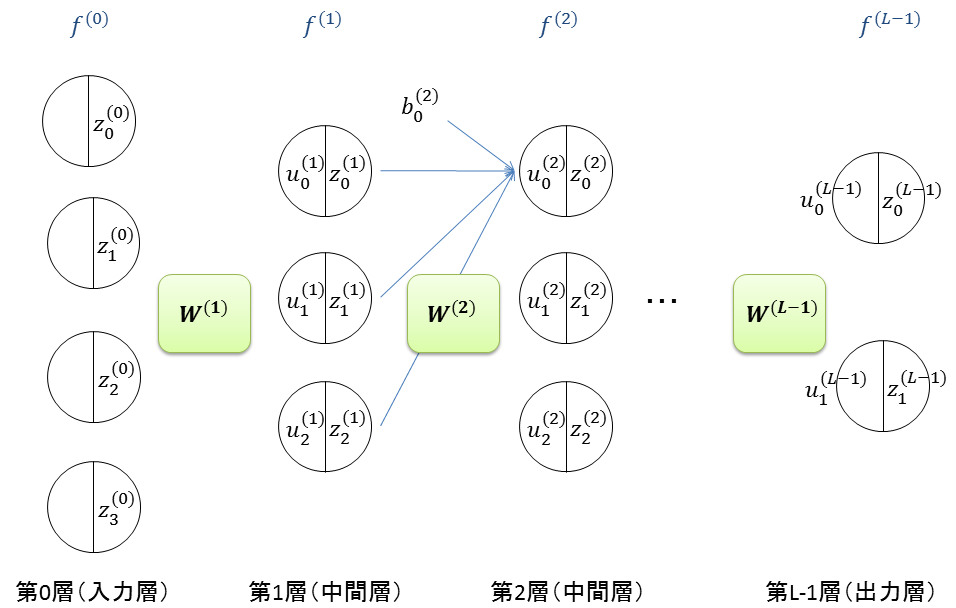 f^(0) f^(1) f^(2) f^(L−1)
b_0^(2)
z_0^(0)
u_0^(1) z_0^(1) u_0^(2) z_0^(2)
u_0^(L−1) z_0^(L−1)
z_1^(0)
u_1^(1) z_1^(1) u_1^(2) z_1^(2) ...
W^(1) W^(2) W^(L−1)
z_2^(0)
u_1^(L−1) z_1^(L−1)
u_2^(1) z_2^(1) u_2^(2) z_2^(2)
z_3^(0)
第0層(入力層) 第1層(中間層) 第2層(中間層) 第L-1層(出力層)